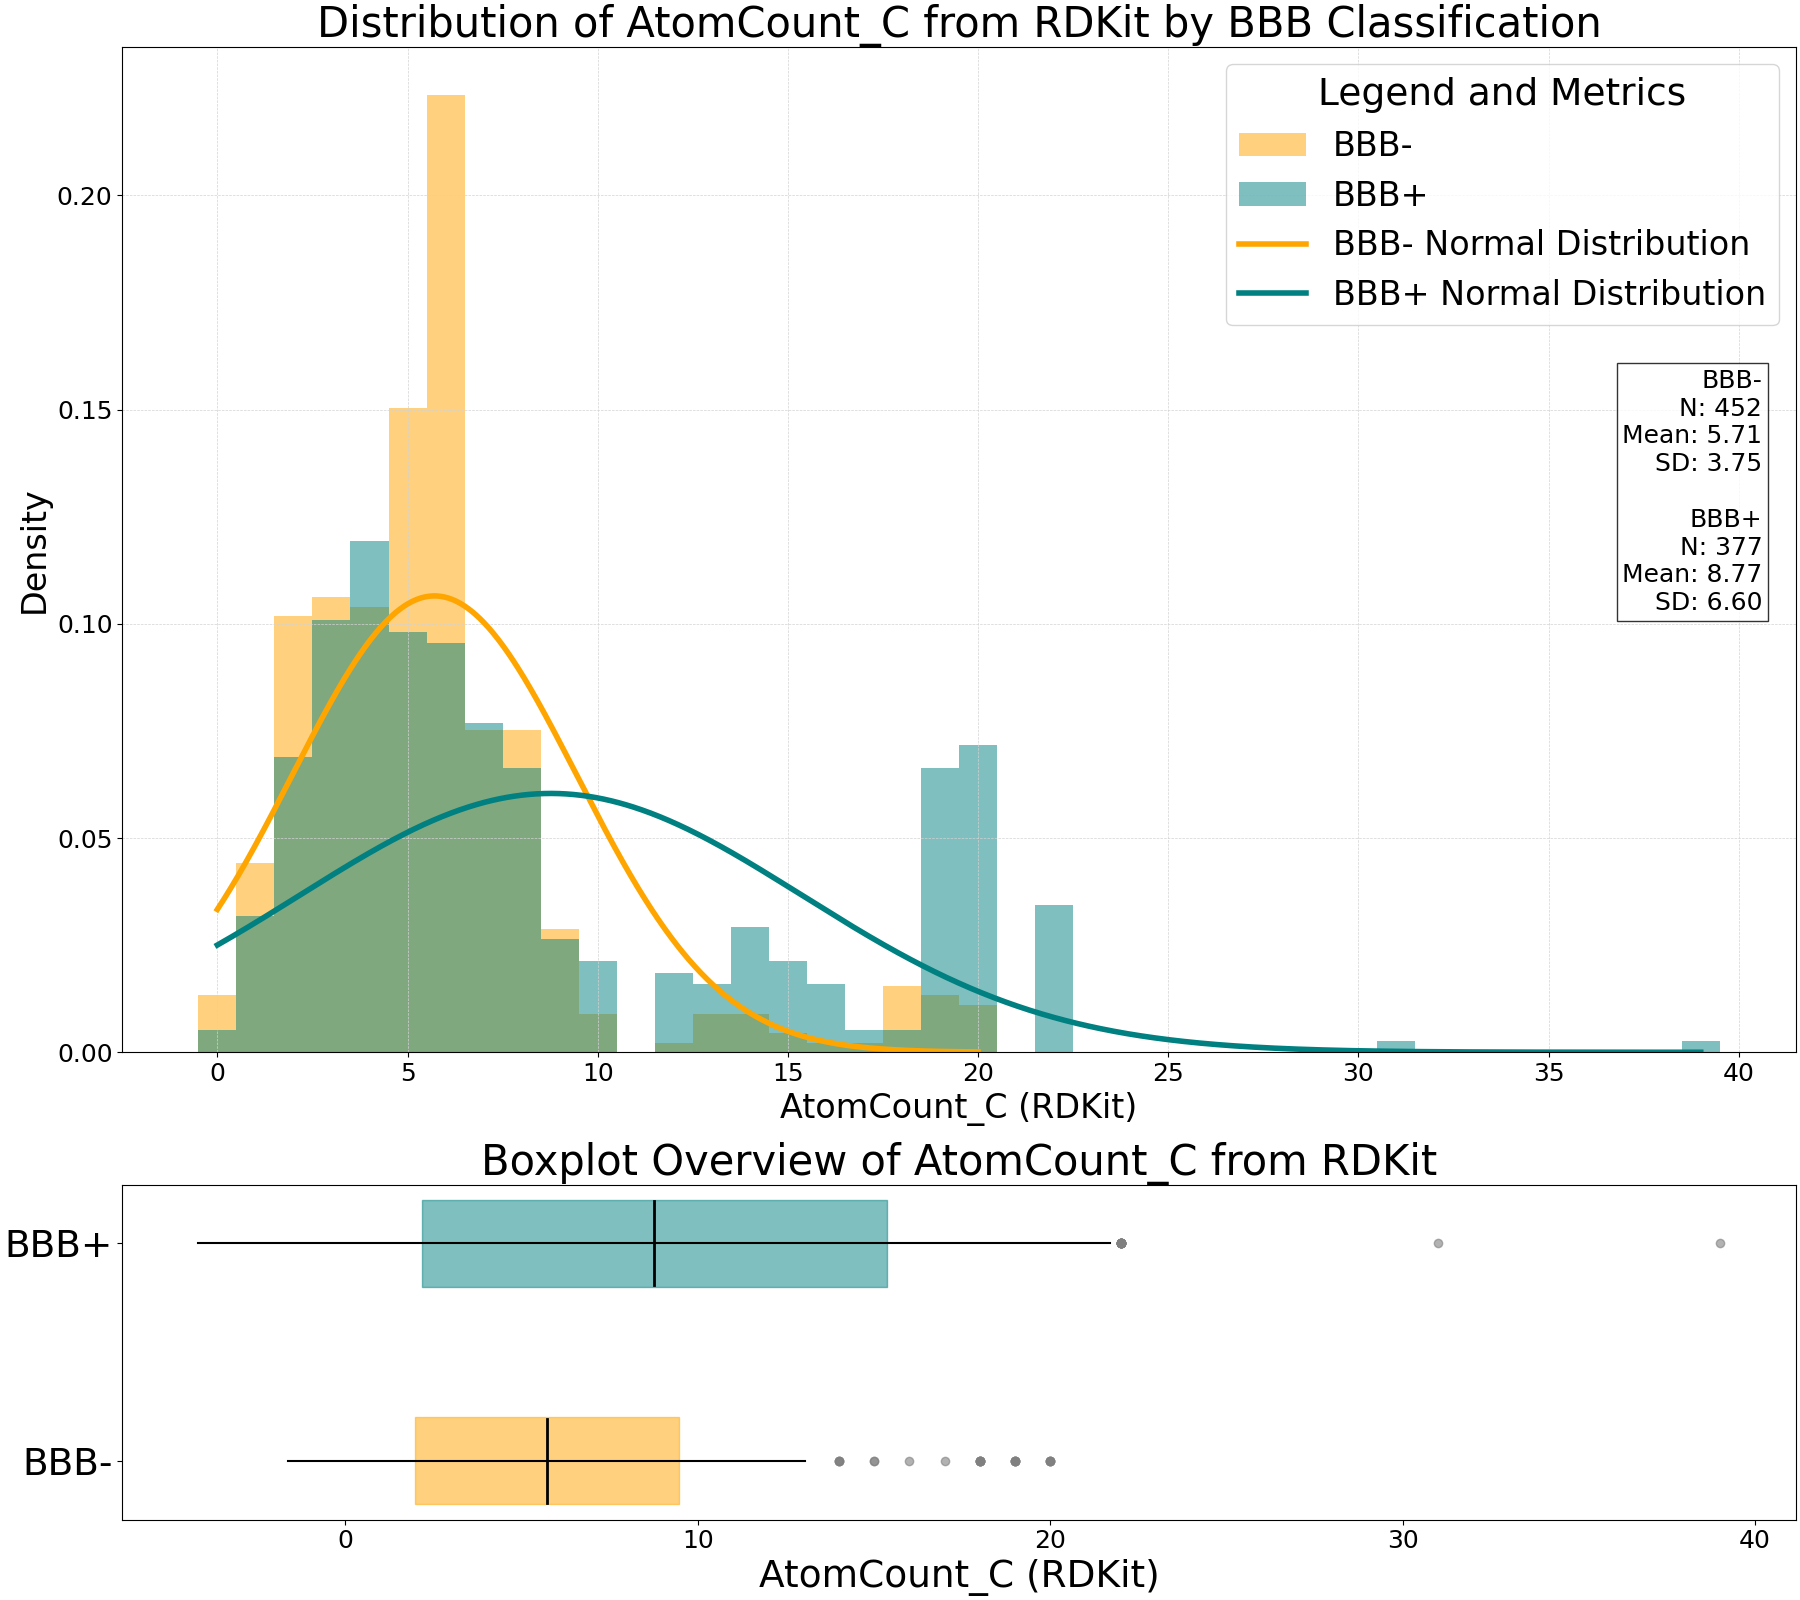 Distribution of AtomCount_C from RDKit by BBB Classification
Legend and Metrics
BBB-
BBB+
BBB- Normal Distribution
BBB+ Normal Distribution
BBB-
N: 452
Mean: 5.71
SD: 3.75
BBB+
N: 377
Mean: 8.77
SD: 6.60
Density
0.20
0.15
0.10
0.05
0.00
0 5 10 15 20 25 30 35 40
AtomCount_C (RDKit)
Boxplot Overview of AtomCount_C from RDKit
BBB+
BBB-
0 10 20 30 40
AtomCount_C (RDKit)